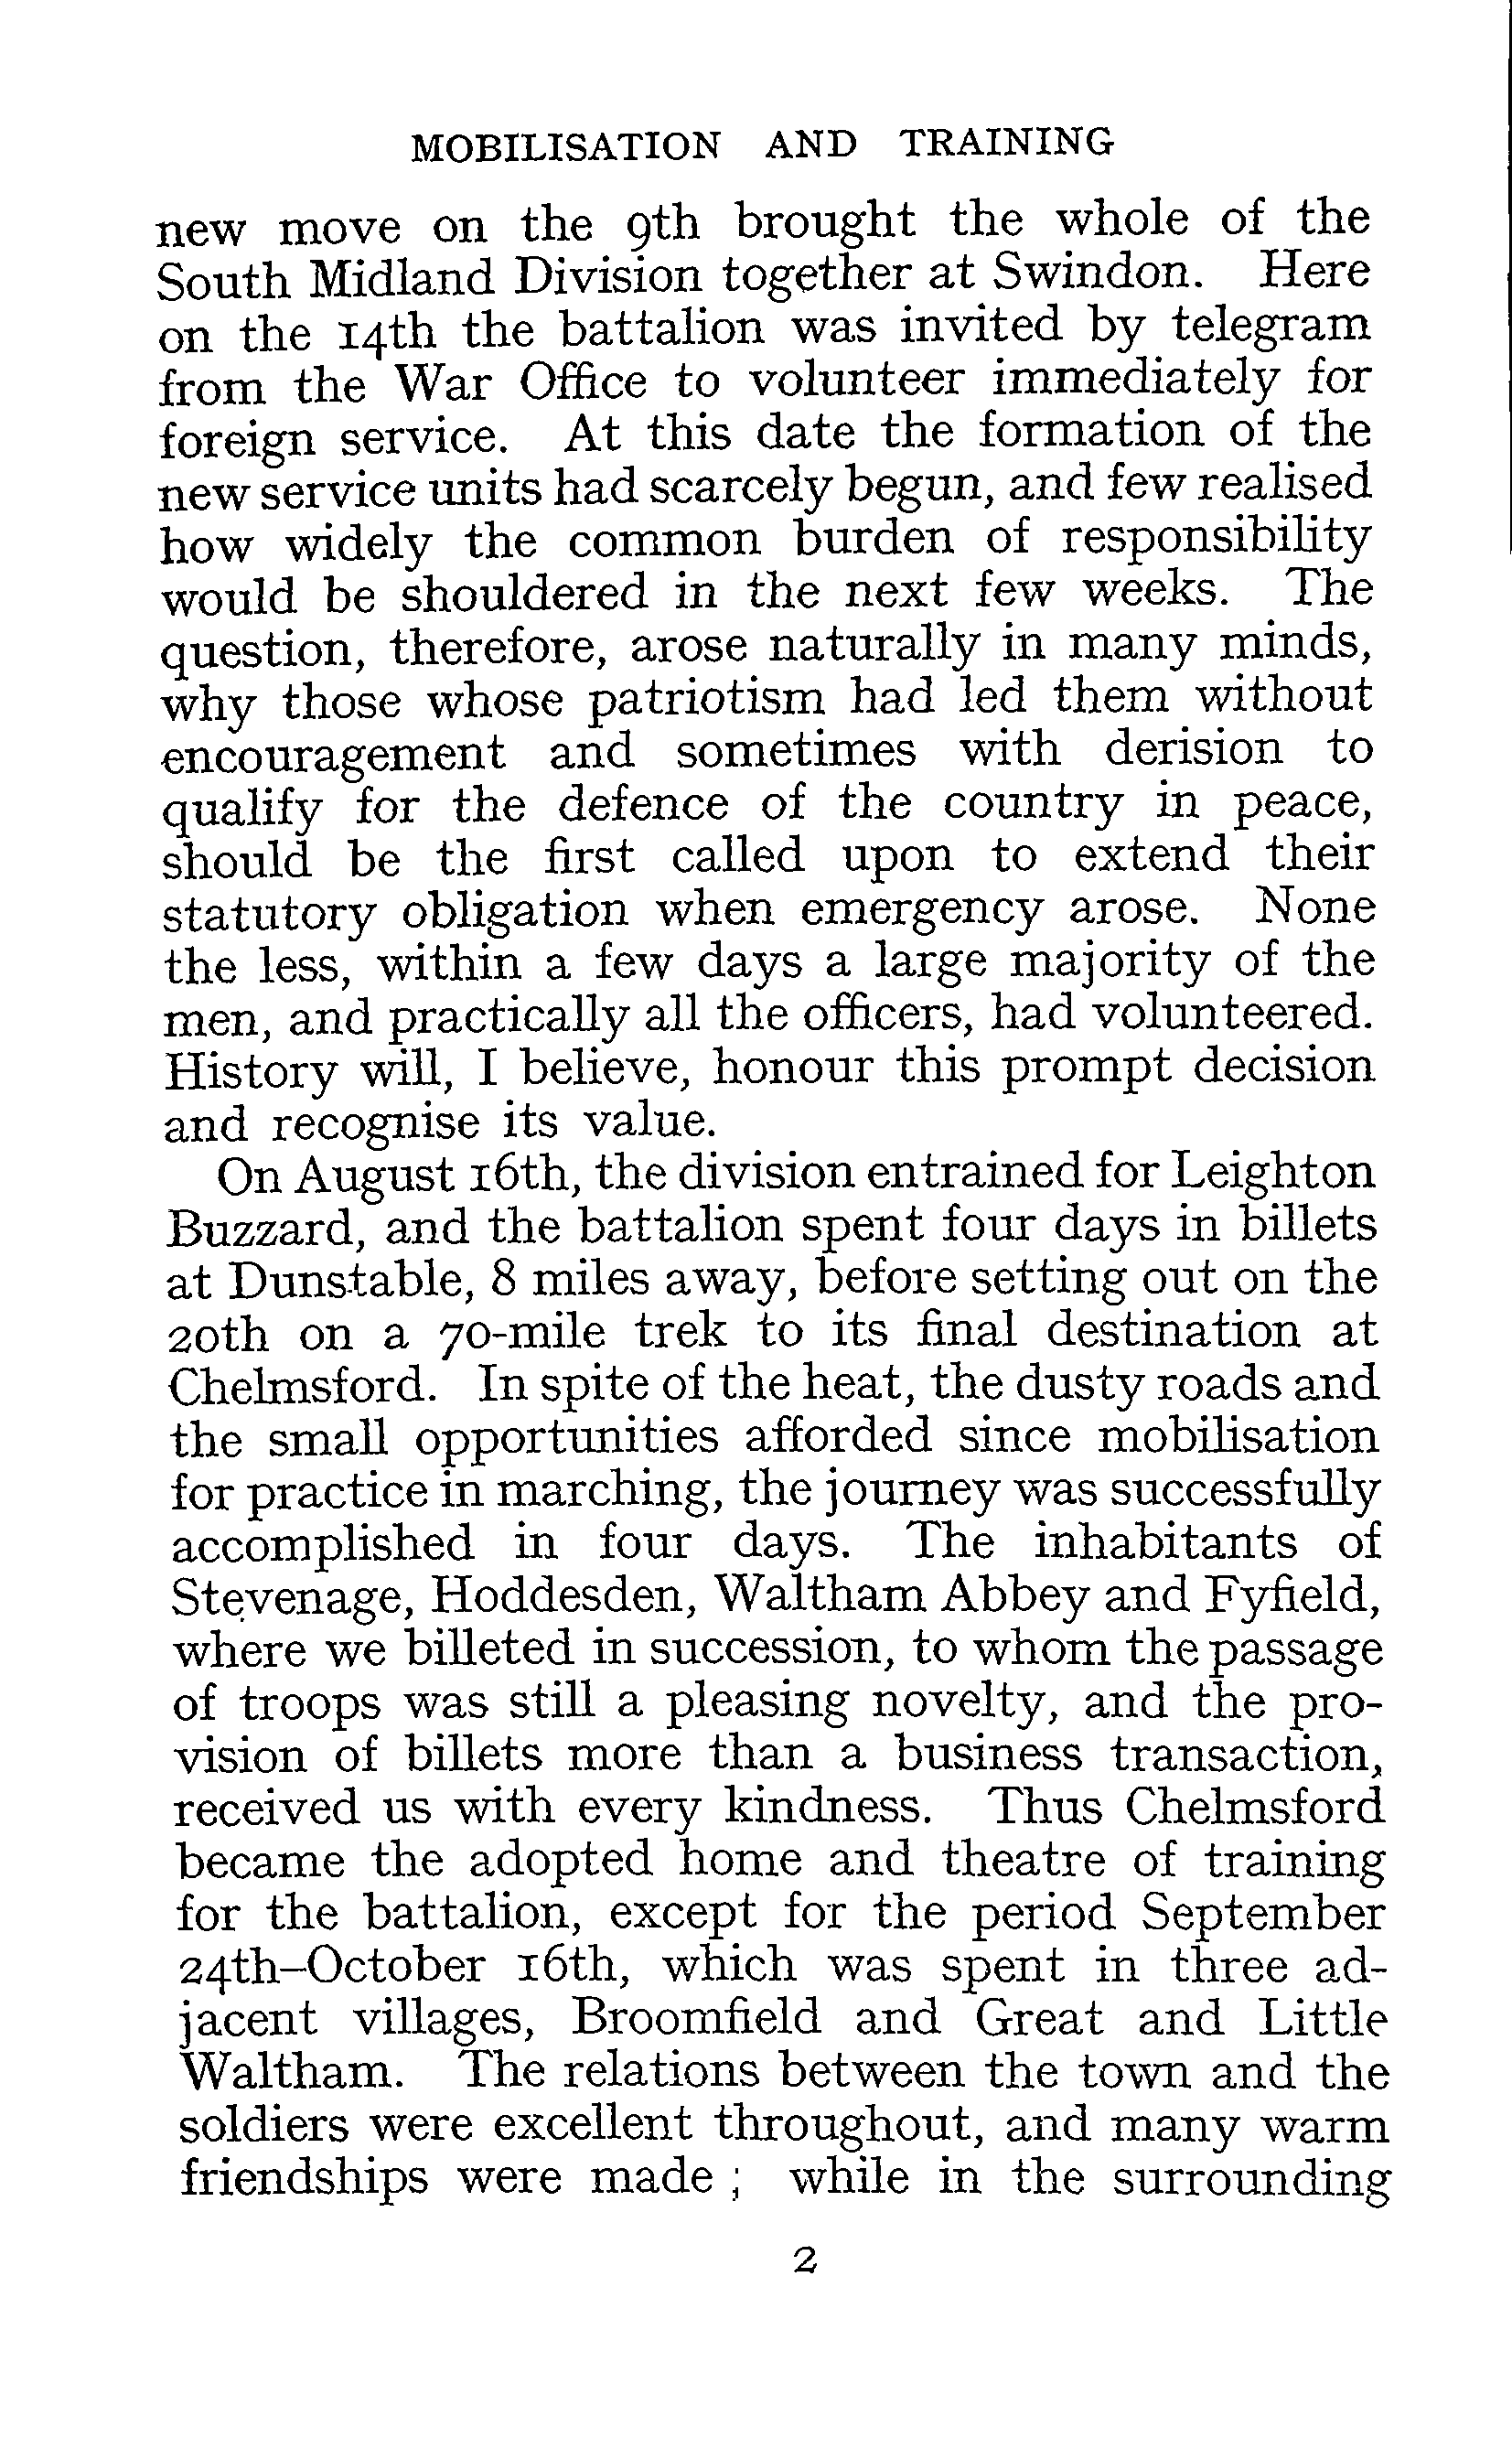 MOBILISATION AND TRAINING
new move on the 9th brought the whole of the
South Midland Division together at Swindon. Here
on the 14th the battalion was invited by telegram
from the War Office to volunteer immediately for
foreign service. At this date the formation of the
new service units had scarcely begun, and few realised
how widely the common burden of responsibility
would be shouldered in the next few weeks. The
question, therefore, arose naturally in many minds,
why those whose patriotism had led them without
encouragement and sometimes with derision to
qualify for the defence of the country in peace,
should be the first called upon to extend their
statutory obligation when emergency arose. None
the less, within a few days a large majority of the
men, and practically all the officers, had volunteered.
History will, I believe, honour this prompt decision
and recognise its value.
On August 16th, the division entrained for Leighton
Buzzard, and the battalion spent four days in billets
at Dunstable, 8 miles away, before setting out on the
20th on a 70-mile trek to its final destination at
Chelmsford. In spite of the heat, the dusty roads and
the small opportunities afforded since mobilisation
for practice in marching, the journey was successfully
accomplished in four days. The inhabitants of
Stevenage, Hoddesden, Waltham Abbey and Fyfield,
where we billeted in succession, to whom the passage
of troops was still a pleasing novelty, and the pro-
vision of billets more than a business transaction,
received us with every kindness. Thus Chelmsford
became the adopted home and theatre of training
for the battalion, except for the period September
24th–October 16th, which was spent in three ad-
jacent villages, Broomfield and Great and Little
Waltham. The relations between the town and the
soldiers were excellent throughout, and many warm
friendships were made ; while in the surrounding
2